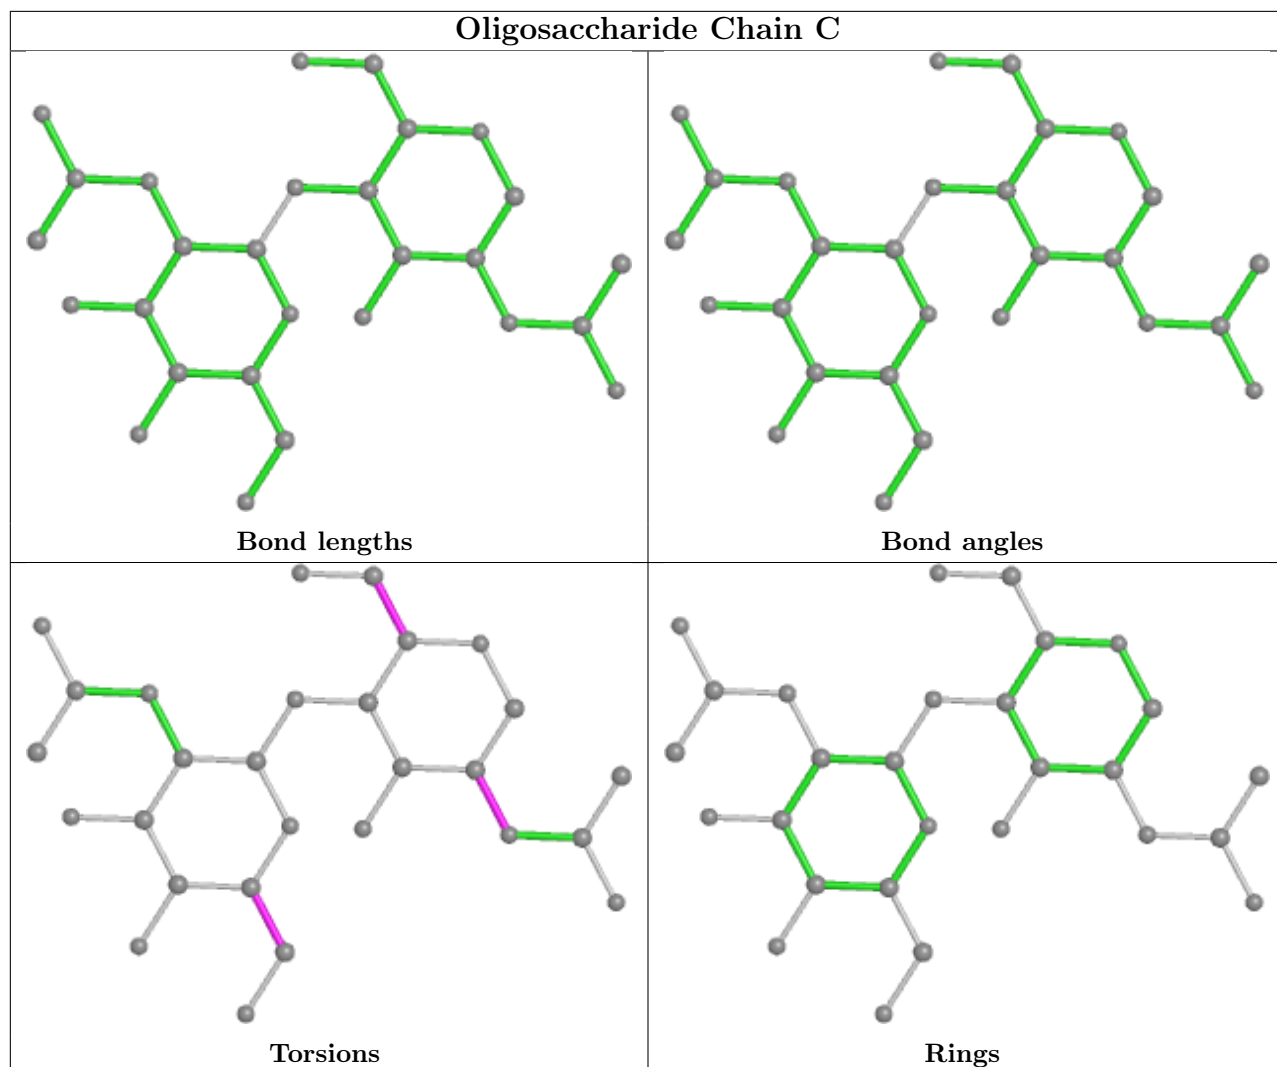 Oligosaccharide Chain C
Bond lengths
Bond angles
Torsions
Rings